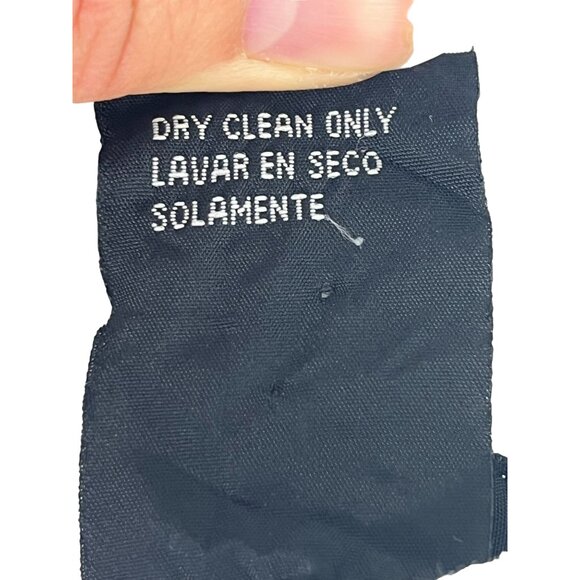 DRY CLEAN ONLY
LAVAR EN SECO
SOLAMENTE